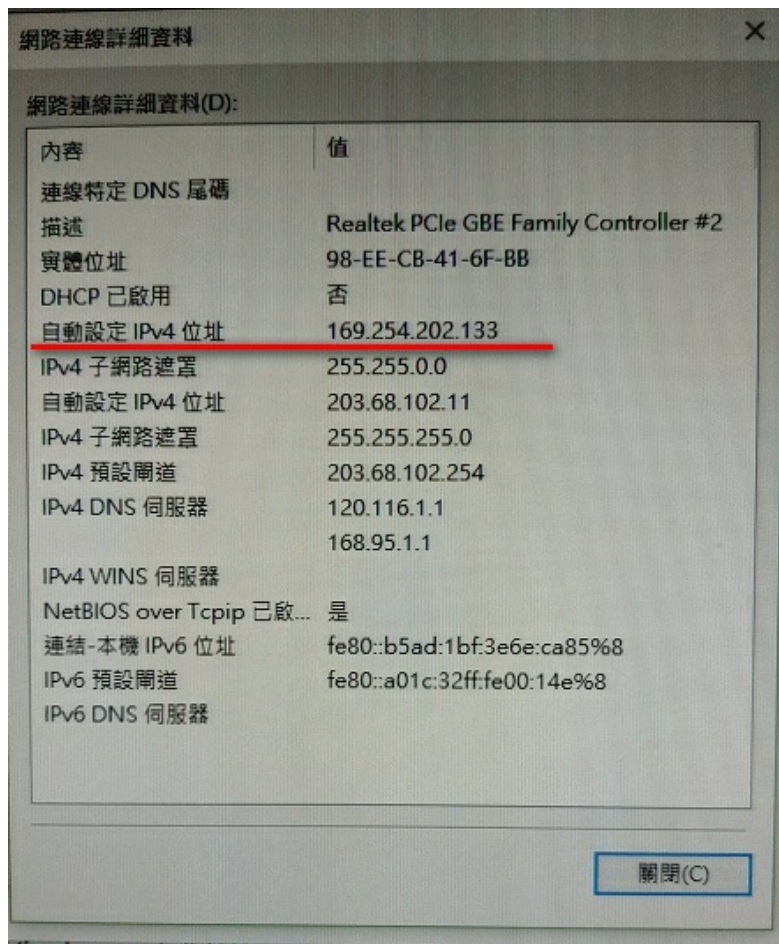 網路連線詳細資料
網路連線詳細資料(D):
內容 值
連線特定 DNS 尾碼
描述 Realtek PCIe GBE Family Controller #2
實體位址 98-EE-CB-41-6F-BB
DHCP 已啟用 否
自動設定 IPv4 位址 169.254.202.133
IPv4 子網路遮罩 255.255.0.0
自動設定 IPv4 位址 203.68.102.11
IPv4 子網路遮罩 255.255.255.0
IPv4 預設閘道 203.68.102.254
IPv4 DNS 伺服器 120.116.1.1
168.95.1.1
IPv4 WINS 伺服器
NetBIOS over Tcpip 已啟... 是
連結-本機 IPv6 位址 fe80::b5ad:1bf:3e6e:ca85%8
IPv6 預設閘道 fe80::a01c:32ff:fe00:14e%8
IPv6 DNS 伺服器
關閉(C)